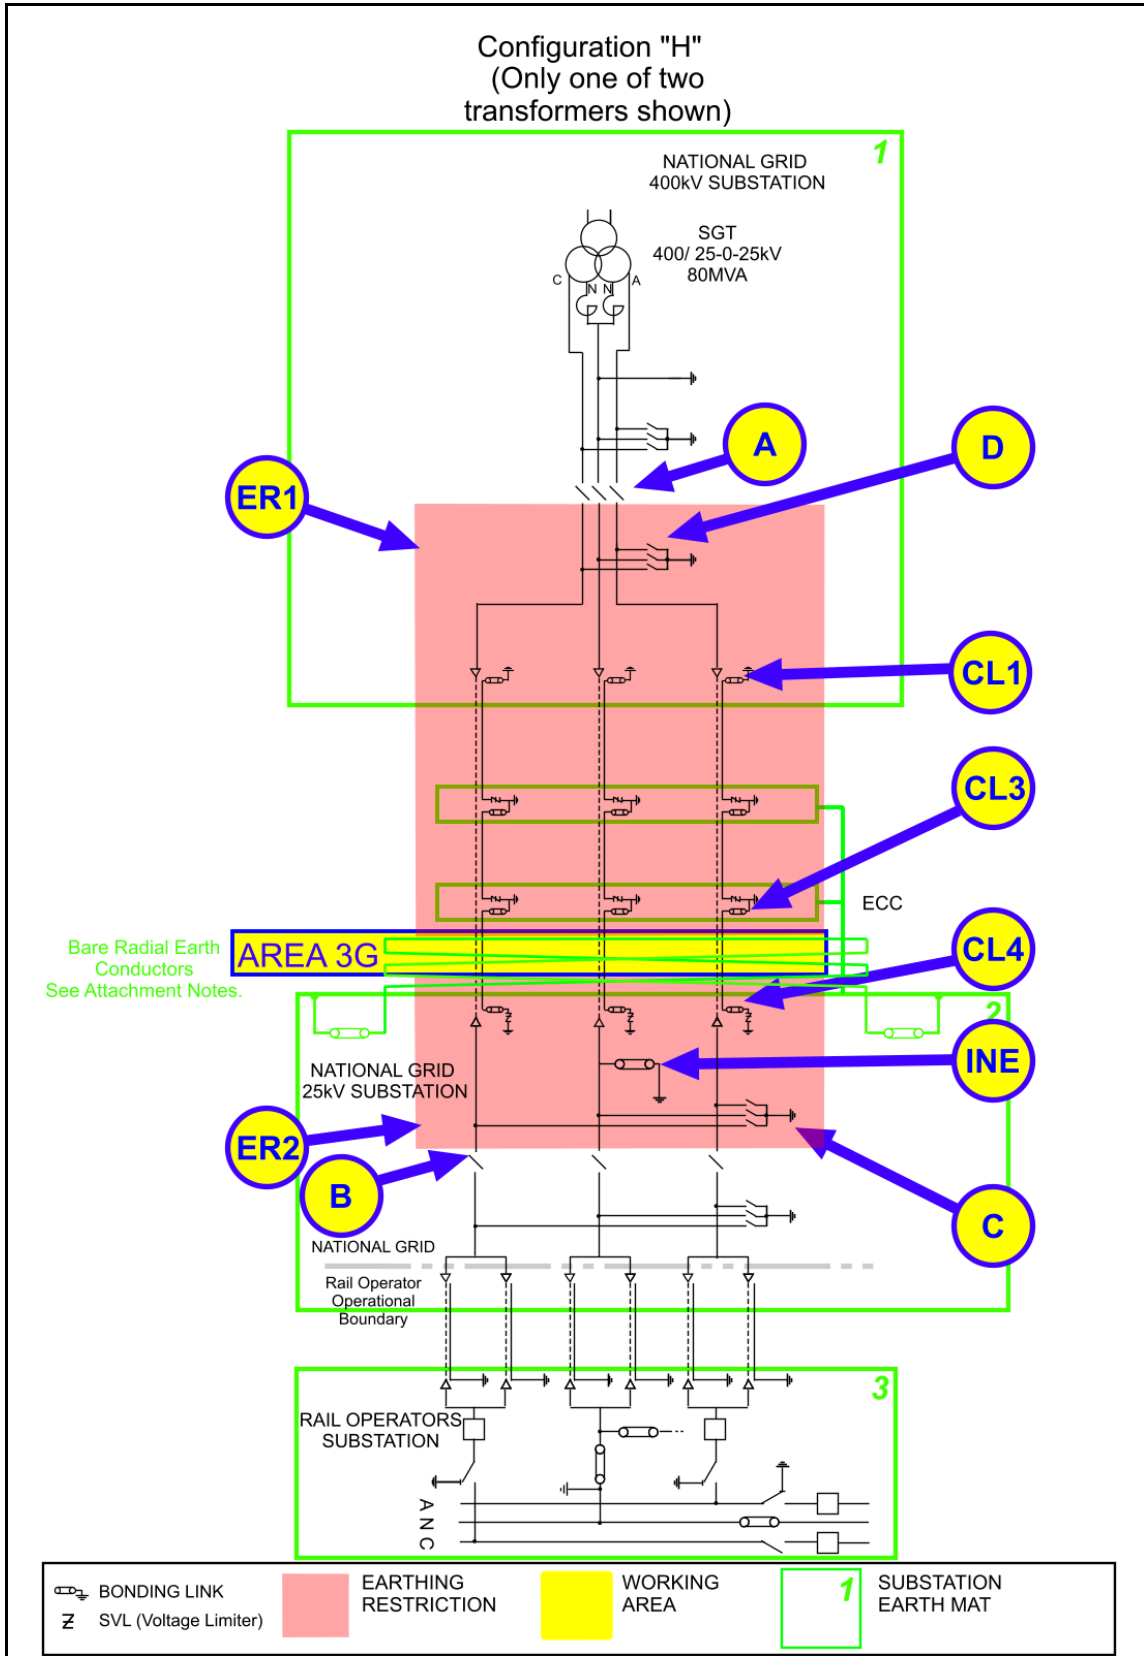 Configuration "H"
(Only one of two
transformers shown)
1
NATIONAL GRID
400kV SUBSTATION
SGT
400/ 25-0-25kV
80MVA
C
N N
A
A
D
ER1
CL1
CL3
ECC
Bare Radial Earth
Conductors
See Attachment Notes.
AREA 3G
CL4
2
INE
NATIONAL GRID
25kV SUBSTATION
ER2
B
C
NATIONAL GRID
Rail Operator
Operational
Boundary
3
RAIL OPERATORS
SUBSTATION
A
N
C
BONDING LINK
SVL (Voltage Limiter)
EARTHING
RESTRICTION
WORKING
AREA
1
SUBSTATION
EARTH MAT